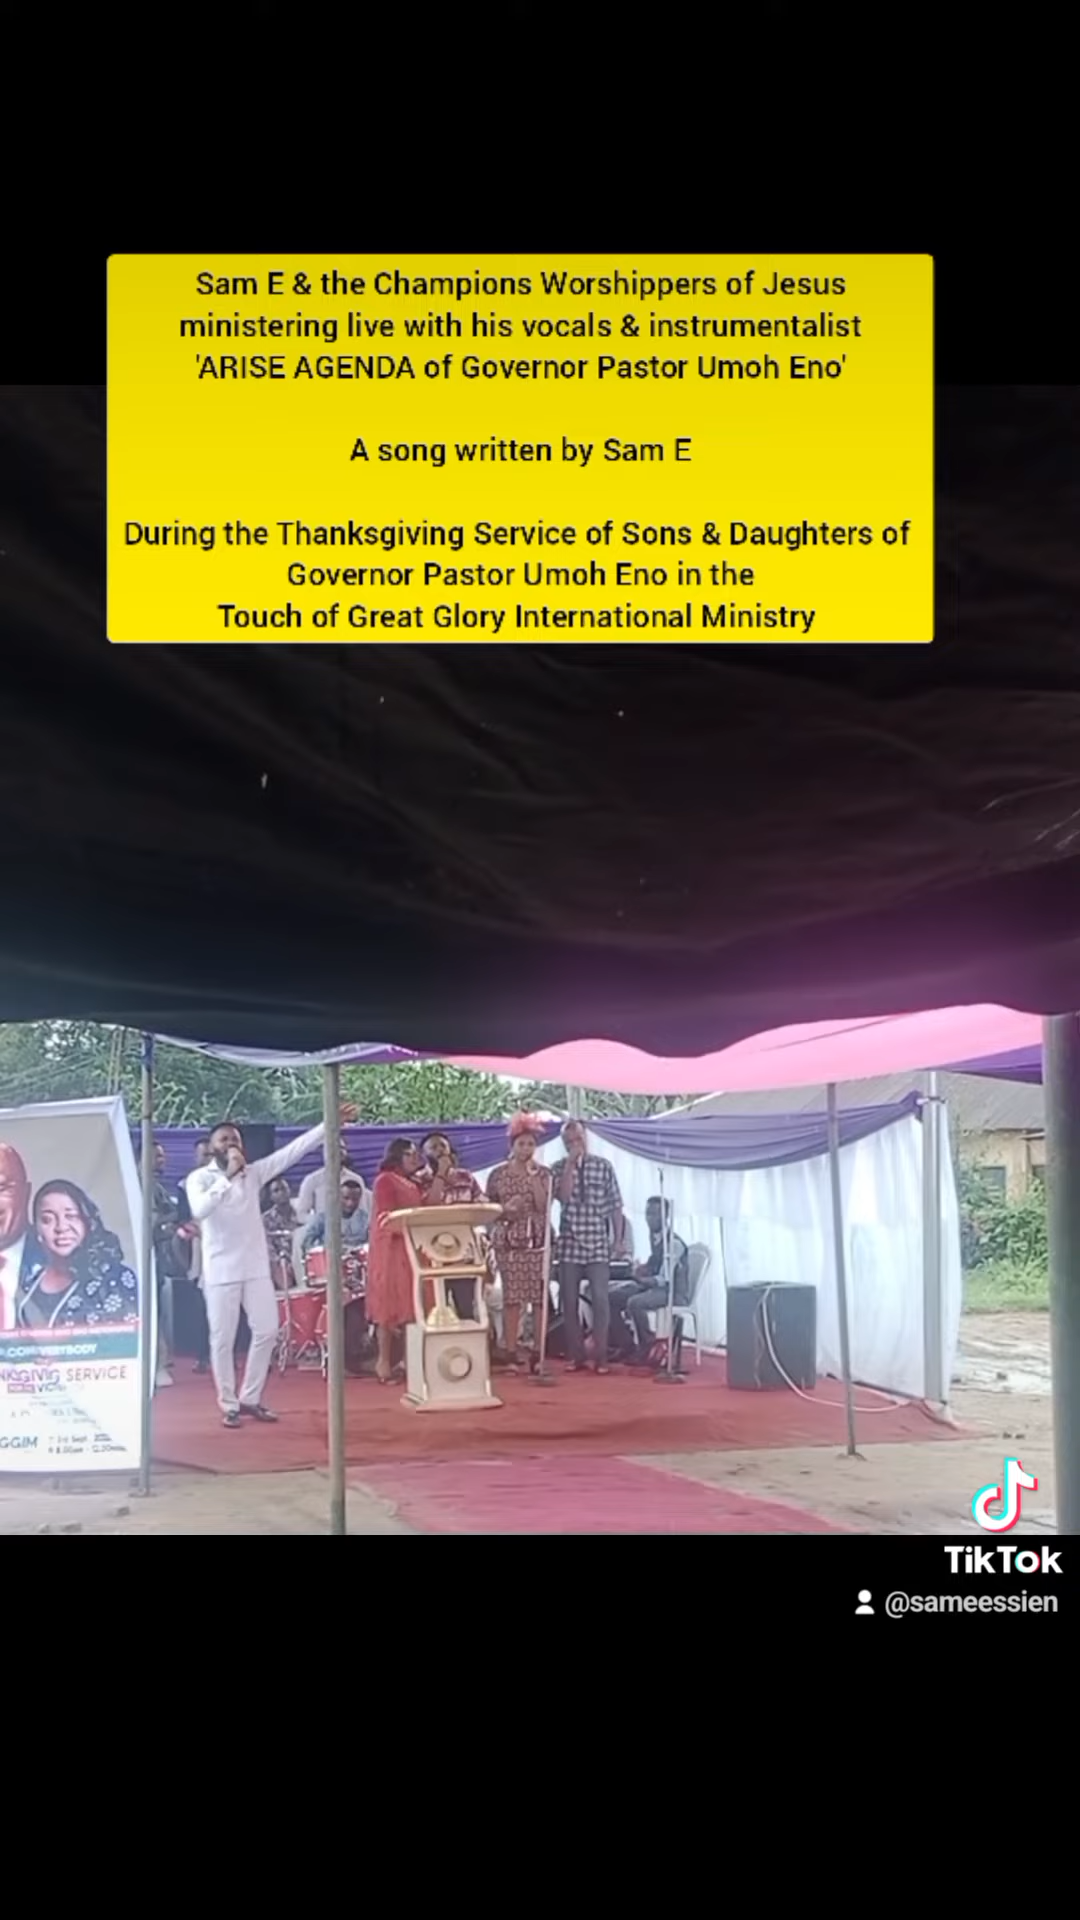 Sam E & the Champions Worshippers of Jesus
ministering live with his vocals & instrumentalist
'ARISE AGENDA of Governor Pastor Umoh Eno'
A song written by Sam E
During the Thanksgiving Service of Sons & Daughters of
Governor Pastor Umoh Eno in the
Touch of Great Glory International Ministry
SERVICE
TikTok
@sameessien